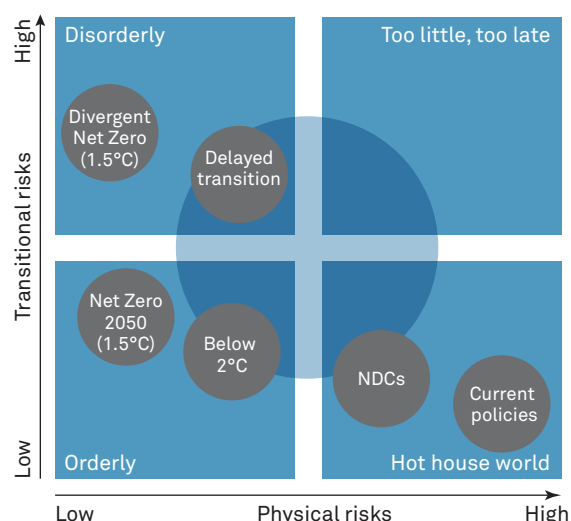 High
Transitional risks
Low
Disorderly
Too little, too late
Divergent
Net Zero
(1.5°C)
Delayed
transition
Net Zero
2050
(1.5°C)
Below
2°C
NDCs
Current
policies
Orderly
Hot house world
Low
Physical risks
High